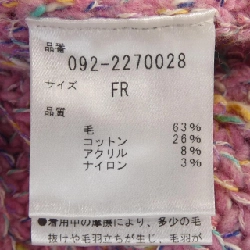 品番
092-2270028
サイズ
FR
品質
毛 63%
コットン 26%
アクリル 8%
ナイロン 3%
●着用中の摩擦により、多少の毛
抜けや毛羽立ちが生じ、毛羽が